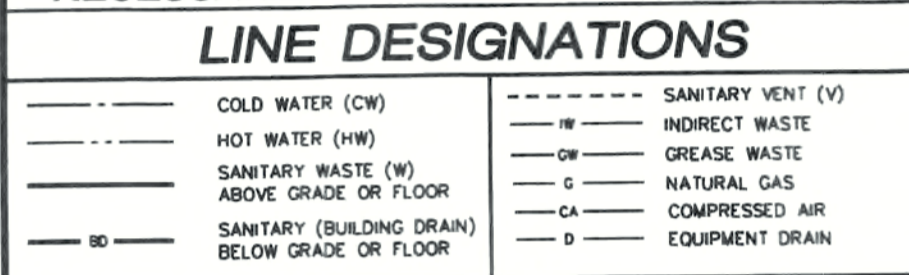 LINE DESIGNATIONS
COLD WATER (CW)
HOT WATER (HW)
SANITARY WASTE (W)
ABOVE GRADE OR FLOOR
BD
SANITARY (BUILDING DRAIN)
BELOW GRADE OR FLOOR
SANITARY VENT (V)
IW INDIRECT WASTE
GW GREASE WASTE
G NATURAL GAS
CA COMPRESSED AIR
D EQUIPMENT DRAIN